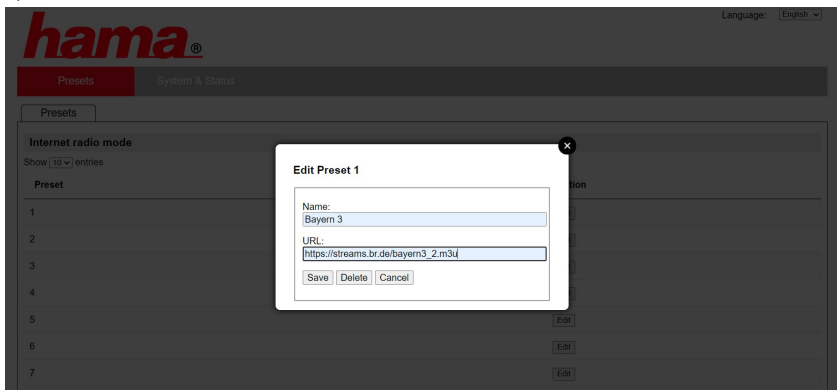 Language: English
hama®
Presets System & Status
Presets
Internet radio mode
Show 10 entries
Preset
1
2
3
4
5 Edit
6 Edit
7 Edit
Edit Preset 1
Name:
Bayern 3
URL:
https://streams.br.de/bayern3_2.m3u
Save Delete Cancel